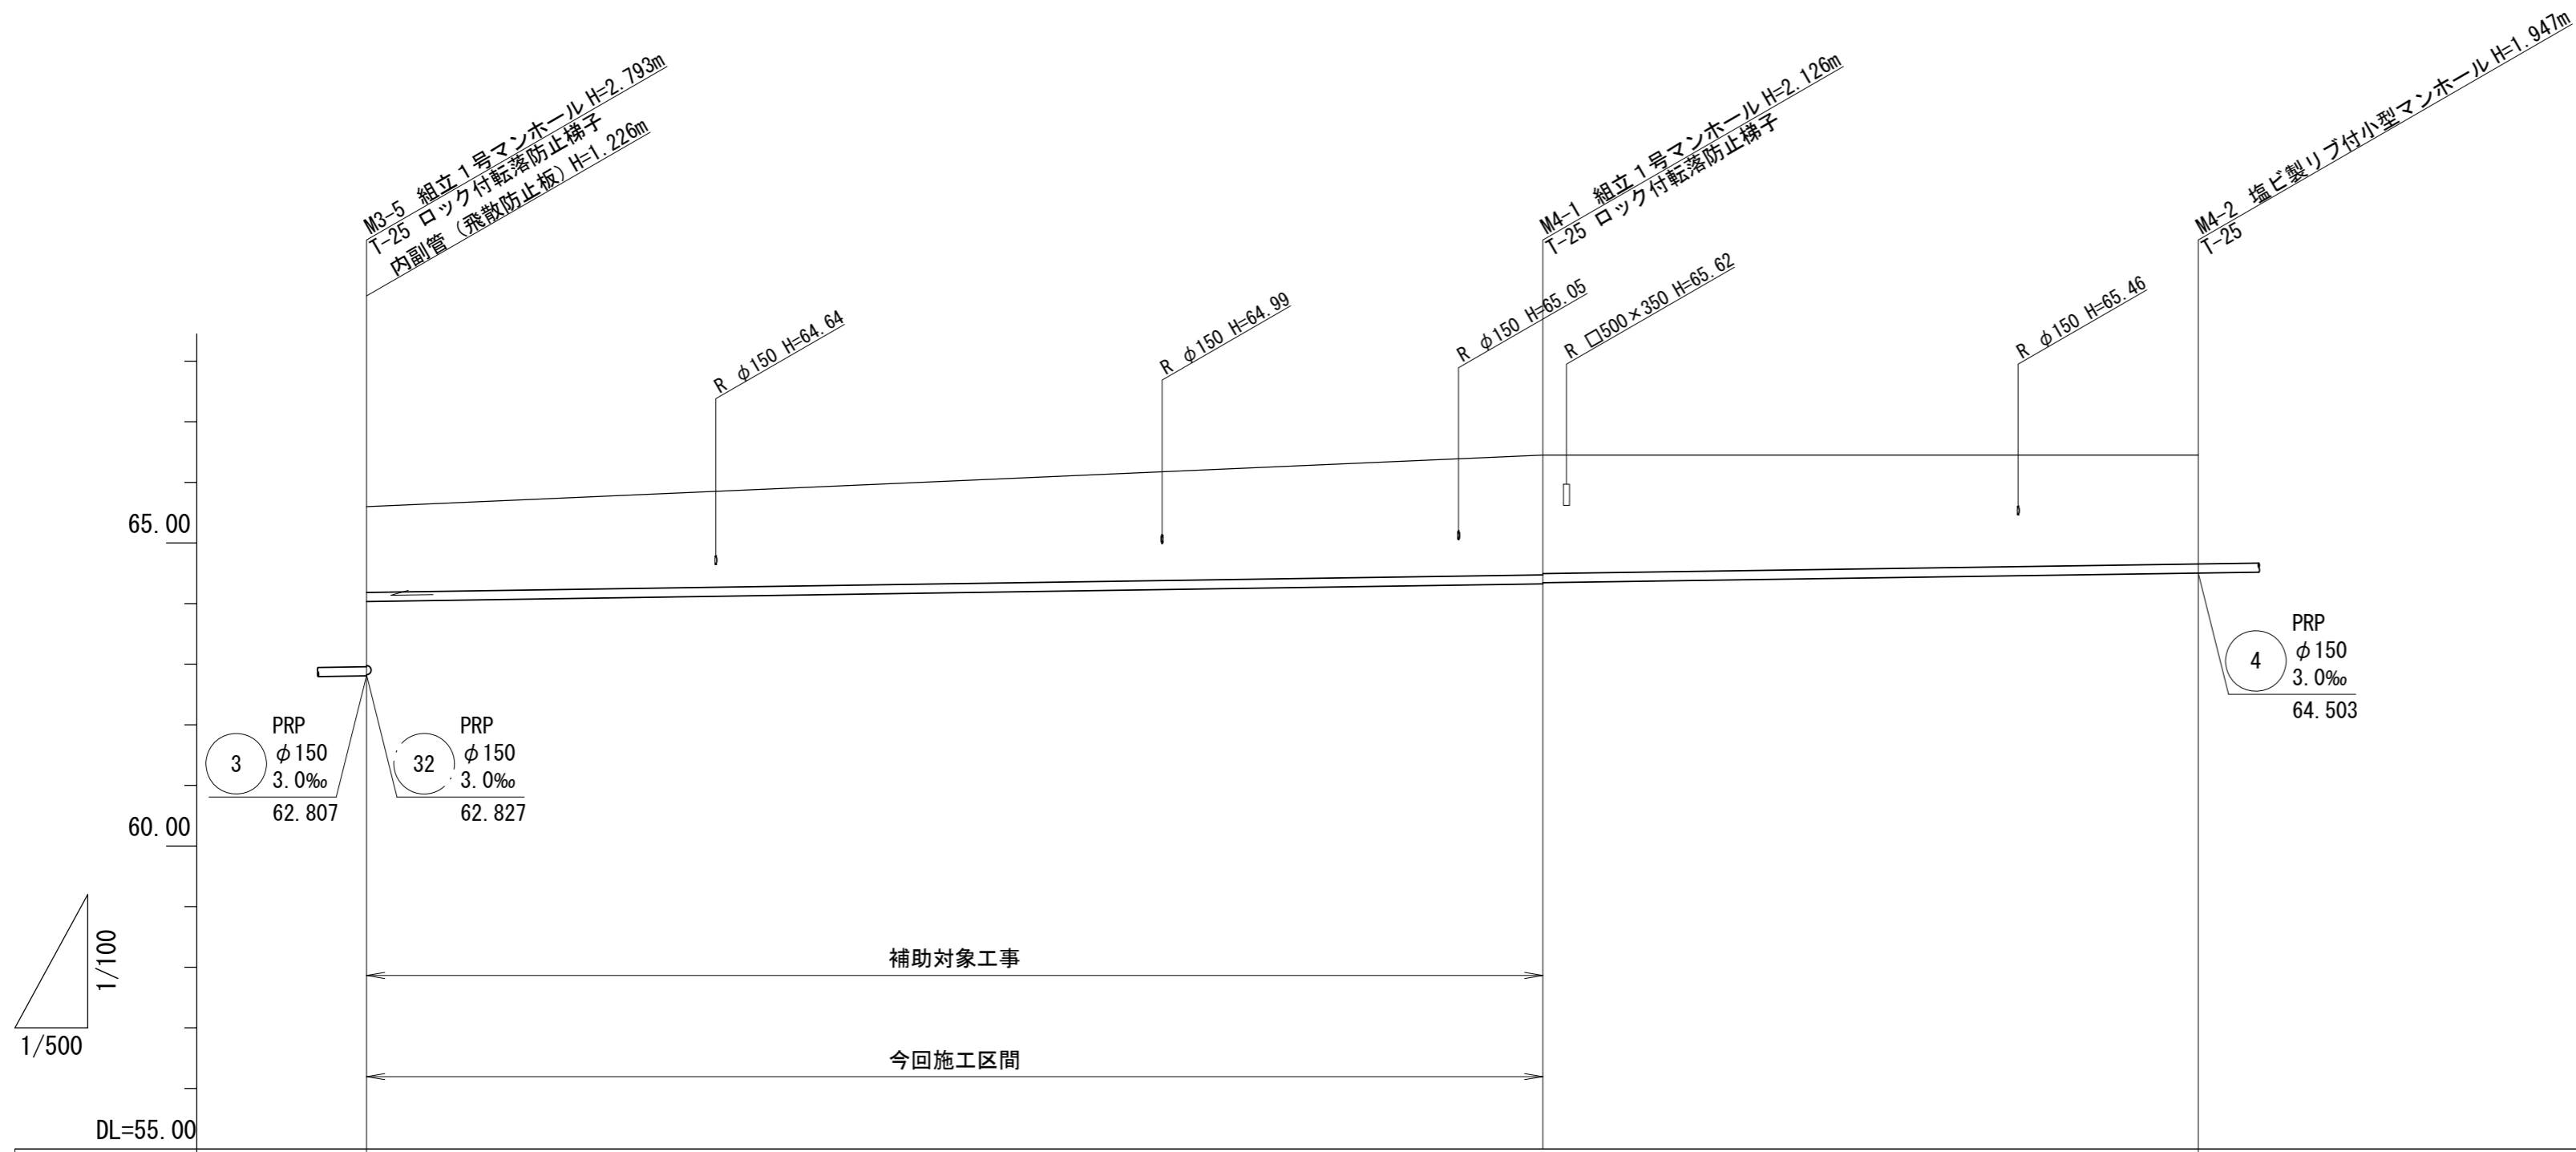 M3-5 組立１号マンホール H=2.793m
T-25 ロック付転落防止梯子
内副管（飛散防止板）H=1.226m
M4-1 組立１号マンホール H=2.126m
T-25 ロック付転落防止梯子
M4-2 塩ビ製リブ付小型マンホール H=1.947m
T-25
R φ150 H=64.64
R φ150 H=64.99
R φ150 H=65.05
R □500×350 H=65.62
R φ150 H=65.46
65.00
60.00
DL=55.00
3
PRP
φ150
3.0‰
62.807
32
PRP
φ150
3.0‰
62.827
4
PRP
φ150
3.0‰
64.503
1/100
1/500
補助対象工事
今回施工区間